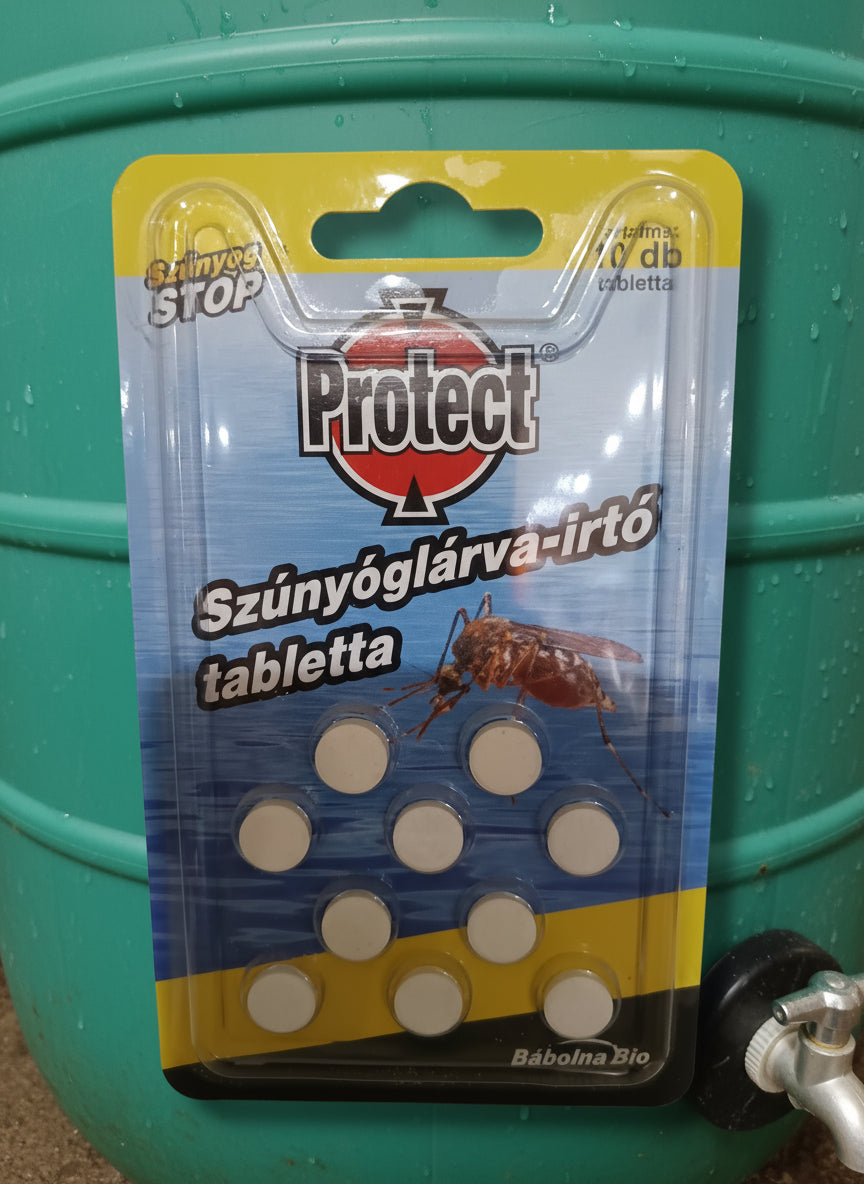 Szúnyog
STOP
10 db
tabletta
Protect®
Szúnyóglárva-irtó
tabletta
Bábolna Bio